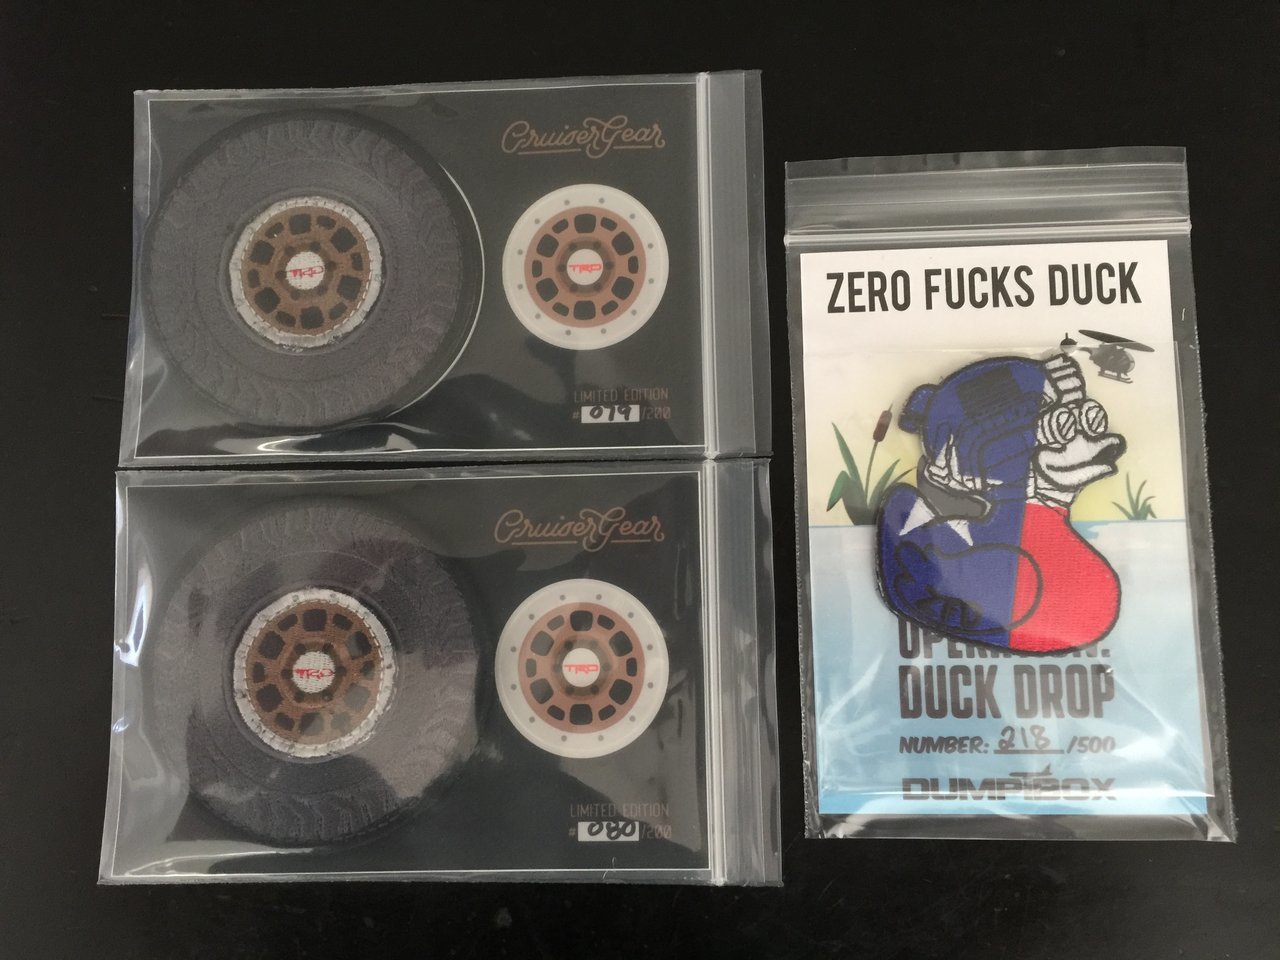 CruiserGear
TRD
TRD
LIMITED EDITION
# 079/200
CruiserGear
TRD
TRD
LIMITED EDITION
# 080/200
ZERO FUCKS DUCK
DUCK DROP
NUMBER: 218 /500
DUMPTBOX